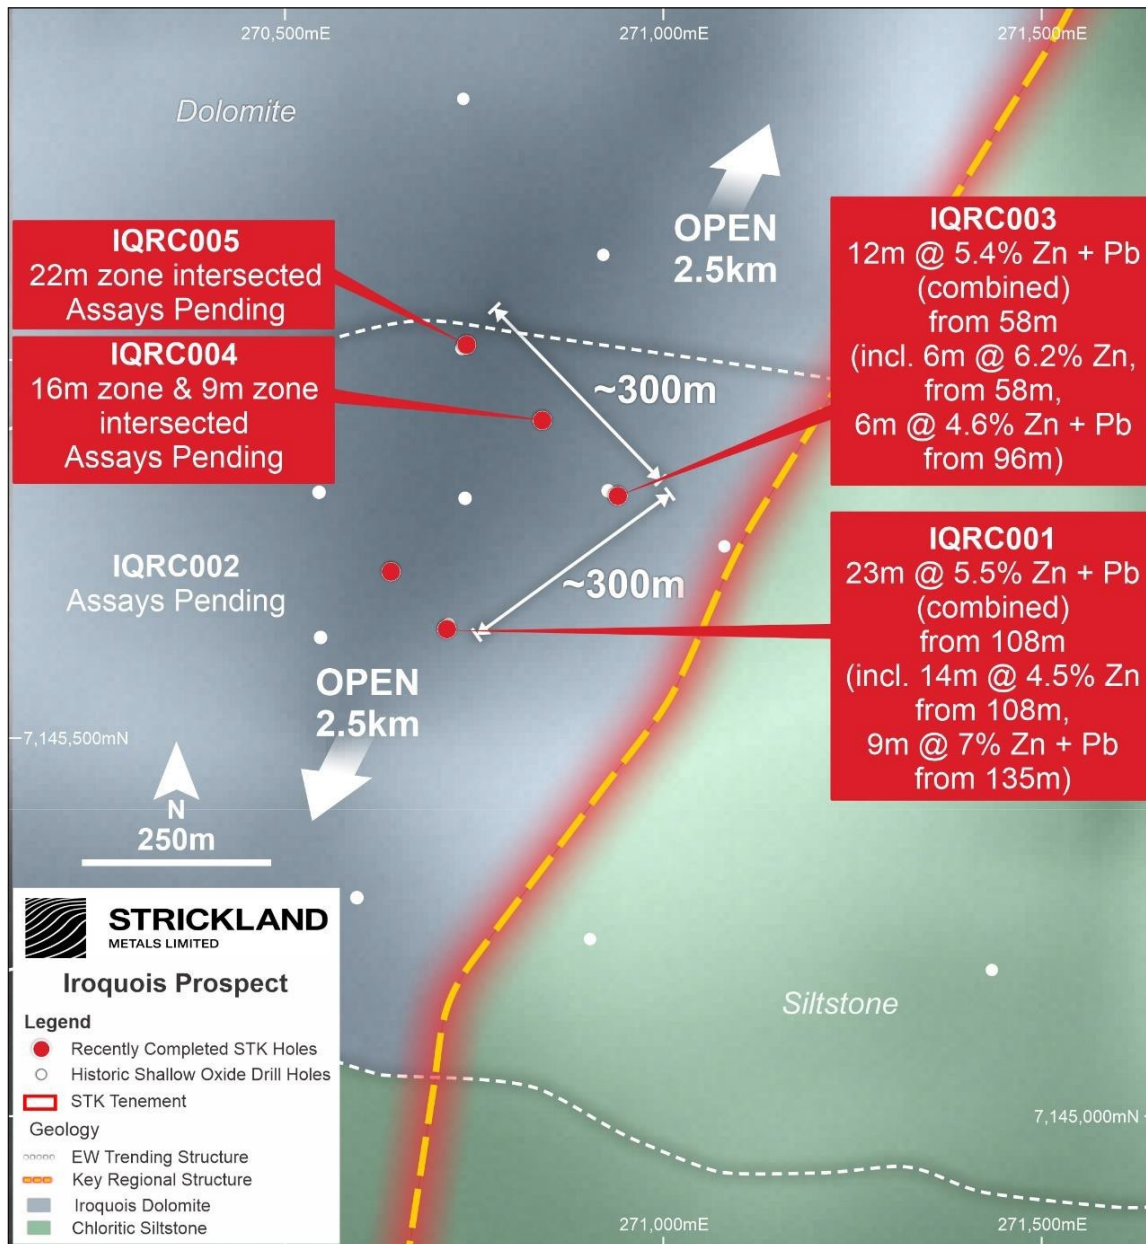 270,500mE
271,000mE
271,500mE
Dolomite
OPEN
2.5km
IQRC005
22m zone intersected
Assays Pending
IQRC004
16m zone & 9m zone
intersected
Assays Pending
IQRC003
12m @ 5.4% Zn + Pb
(combined)
from 58m
(incl. 6m @ 6.2% Zn,
from 58m,
6m @ 4.6% Zn + Pb
from 96m)
~300m
IQRC002
Assays Pending
~300m
IQRC001
23m @ 5.5% Zn + Pb
(combined)
from 108m
(incl. 14m @ 4.5% Zn
from 108m,
9m @ 7% Zn + Pb
from 135m)
OPEN
2.5km
7,145,500mN
N
250m
STRICKLAND
METALS LIMITED
Iroquois Prospect
Legend
Recently Completed STK Holes
Historic Shallow Oxide Drill Holes
STK Tenement
Geology
EW Trending Structure
Key Regional Structure
Iroquois Dolomite
Chloritic Siltstone
Siltstone
7,145,000mN
271,000mE
271,500mE